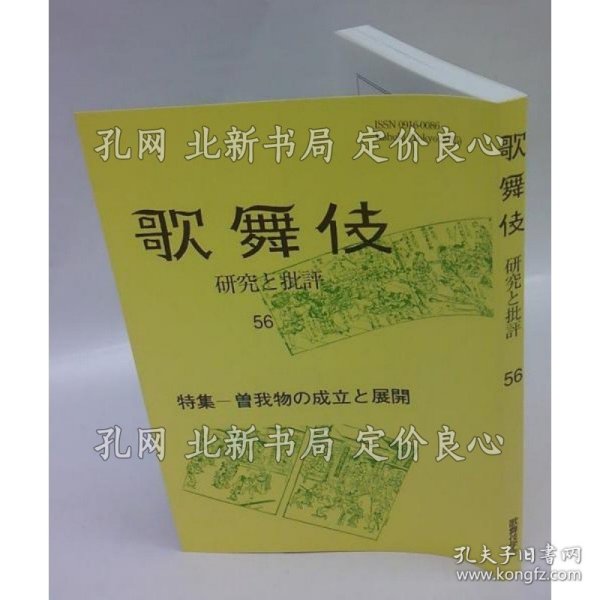 ISSN 0916-0086
孔网 北新书局 定价良心
歌舞伎
研究と批評
56
特集―曽我物の成立と展開
孔网 北新书局 定价良心
歌舞伎
研究と批評
56
歌舞伎
孔夫子旧书网
www.kongfz.com